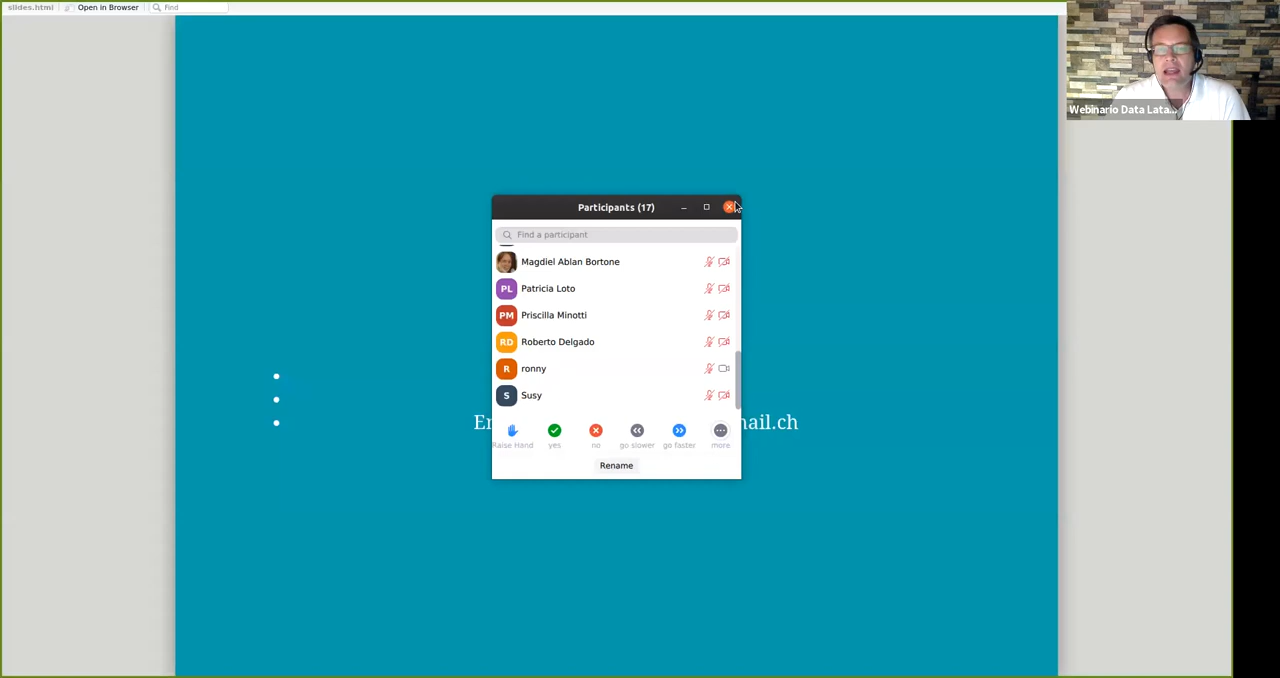 slides.html
Open in Browser
Find
Webinario Data Lata...
Participants (17)
Find a participant
Magdiel Ablan Bortone
PL Patricia Loto
PM Priscilla Minotti
RD Roberto Delgado
R ronny
S Susy
Er
ail.ch
Raise Hand yes no go slower go faster more
Rename